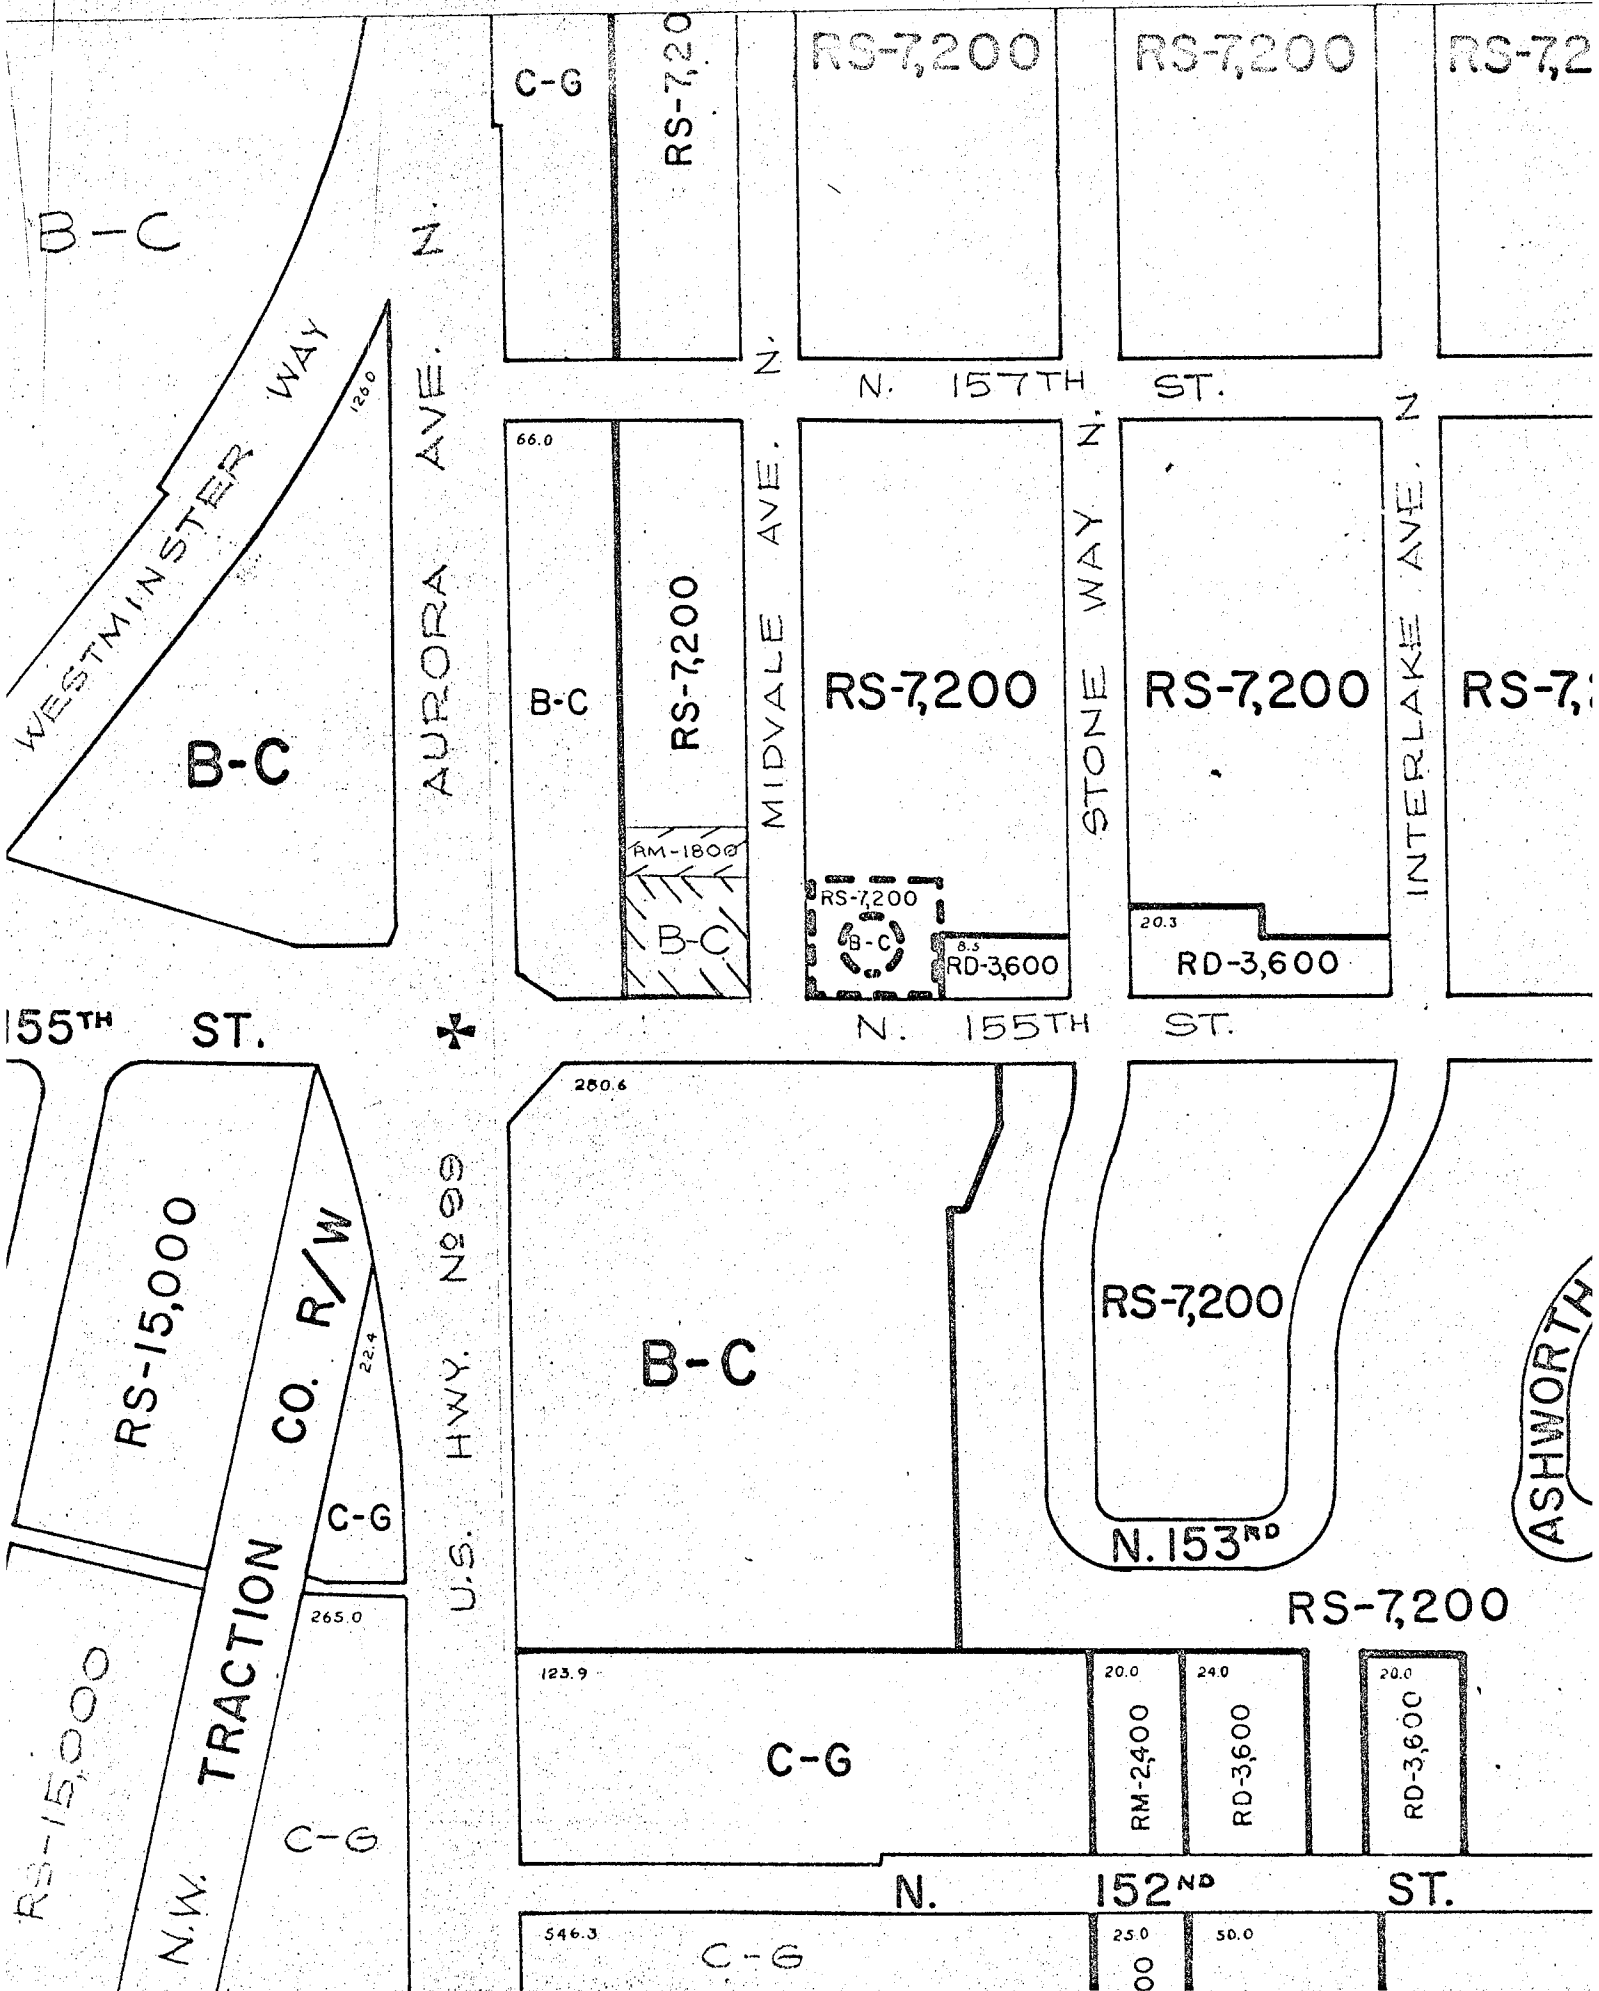 C-G
RS-7,20
RS-7,200
RS-7,200
RS-7,2
B-C
WESTMINSTER WAY
1260
AURORA AVE. N.
N. 157TH ST.
66.0
B-C
RS-7,200
MIDVALE AVE. N.
RS-7,200
STONE WAY N.
RS-7,200
INTERLAKE AVE. N
RS-7,
B-C
RM-1800
B-C
RS-7,200
B-C
8.5
RD-3,600
20.3
RD-3,600
155TH ST.
N. 155TH ST.
280.6
RS-15,000
N.W. TRACTION CO. R/W
22.4
C-G
U.S. HWY. No 99
B-C
RS-7,200
N. 153RD
ASHWORTH
RS-7,200
265.0
C-G
RS-15,000
123.9
C-G
20.0
RM-2,400
24.0
RD-3,600
20.0
RD-3,600
N. 152ND ST.
546.3
C-G
25.0
00
50.0